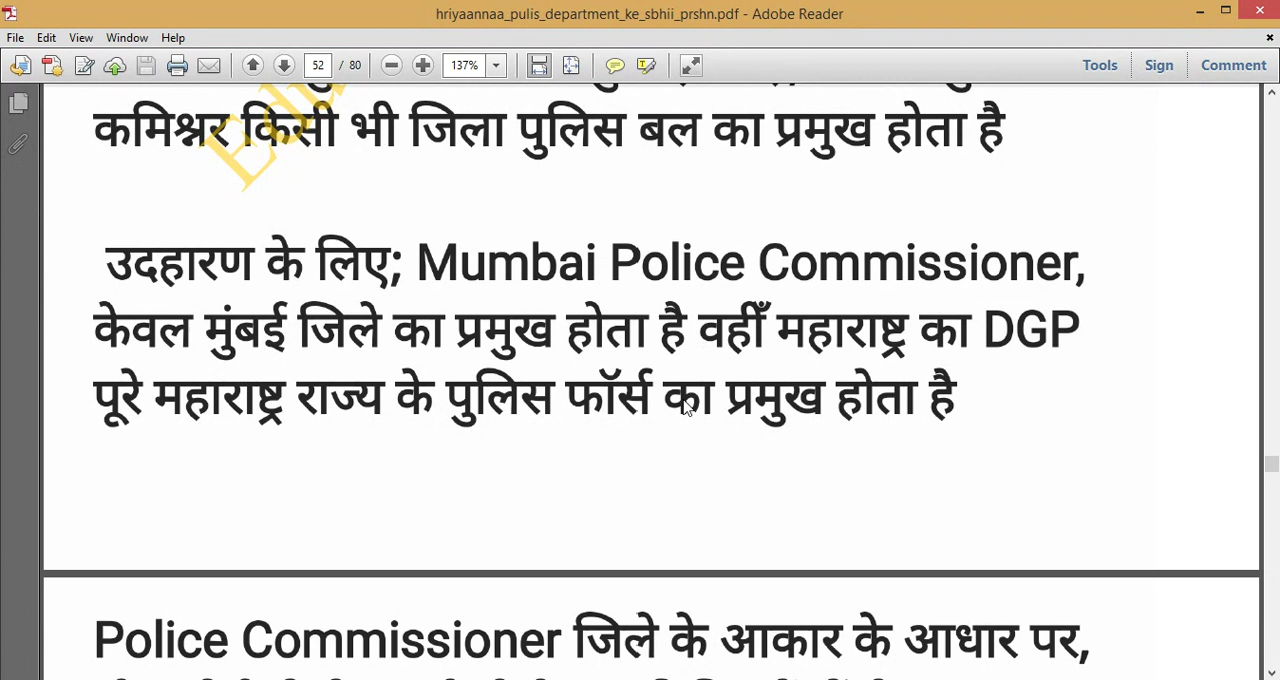 hriyaannaa_pulis_department_ke_sbhii_prshn.pdf - Adobe Reader
File Edit View Window Help
52 / 80 137% Tools Sign Comment
कमिश्नर किसी भी जिला पुलिस बल का प्रमुख होता है
उदहारण के लिए; Mumbai Police Commissioner,
केवल मुंबई जिले का प्रमुख होता है वहीँ महाराष्ट्र का DGP
पूरे महाराष्ट्र राज्य के पुलिस फॉर्स का प्रमुख होता है
Police Commissioner जिले के आकार के आधार पर,